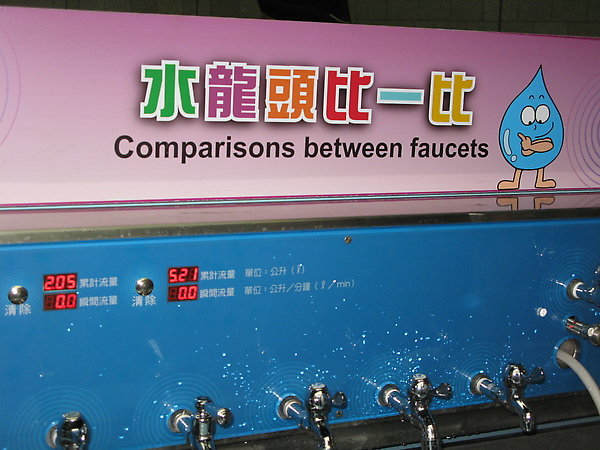 水龍頭比一比
Comparisons between faucets
2.05 累計流量 5.21 累計流量 單位：公升（ℓ）
0.0 瞬間流量 0.0 瞬間流量 單位：公升／分鐘（ℓ／min）
清除 清除